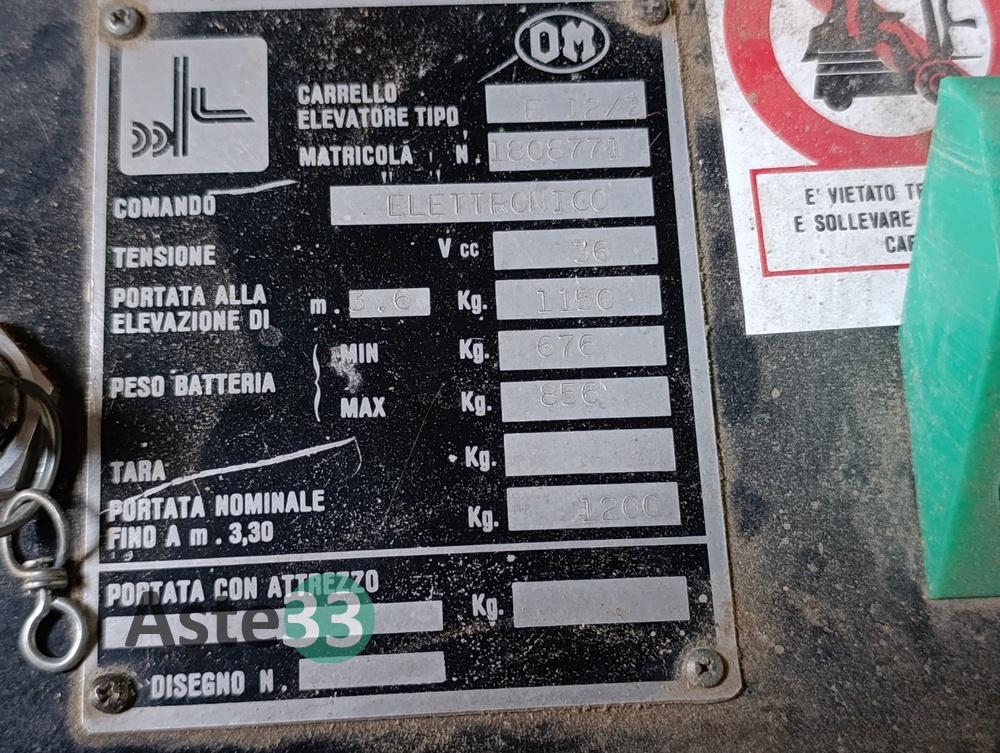 OM
CARRELLO
ELEVATORE TIPO
MATRICOLA N. 1808771
COMANDO ELETTRONICO
TENSIONE V cc 36
PORTATA ALLA
ELEVAZIONE DI m. 3.6 Kg. 1150
PESO BATTERIA
MIN Kg. 676
MAX Kg. 856
TARA Kg.
PORTATA NOMINALE
FINO A m. 3,30 Kg. 1200
PORTATA CON ATTREZZO Kg.
Aste33
DISEGNO N.
E' VIETATO
E SOLLEVARE